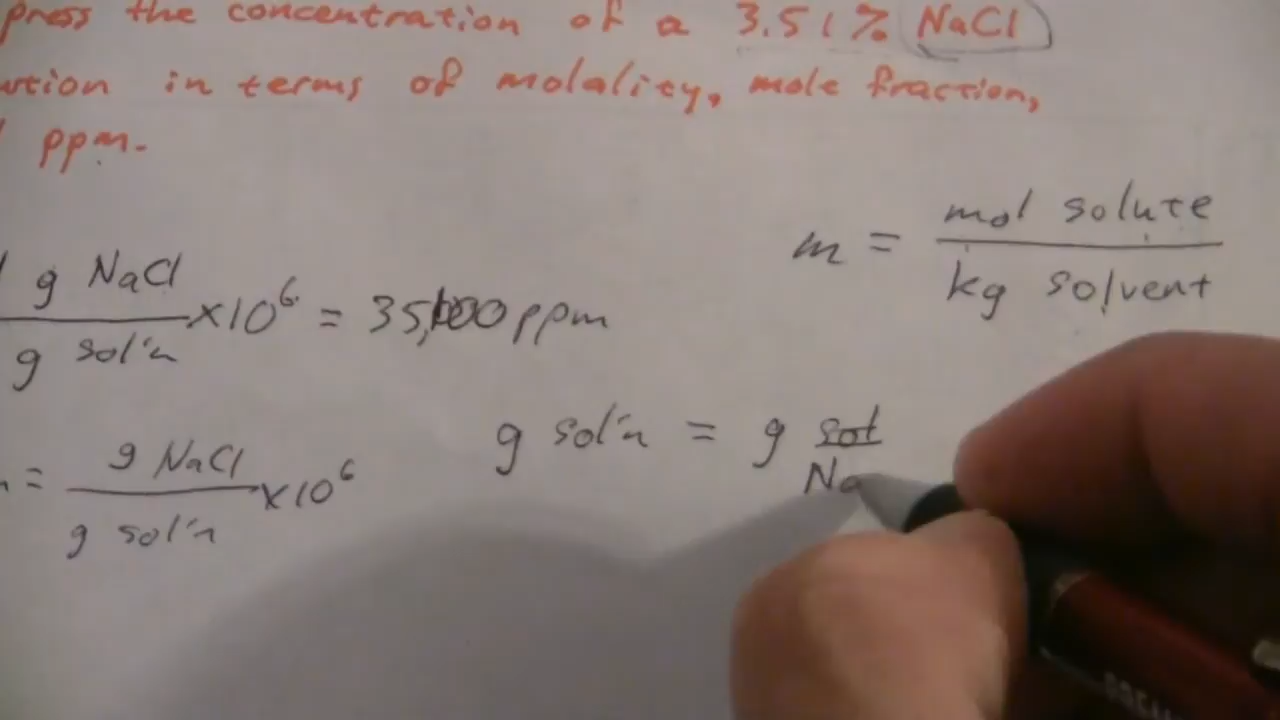 press the concentration of a 3.51% NaCl
ution in terms of molality, mole fraction,
ppm.
m = mol solute
kg solvent
g NaCl
g sol'n
×10⁶ = 35,100 ppm
g sol'n = g sol
Na
= g NaCl
g sol'n
×10⁶